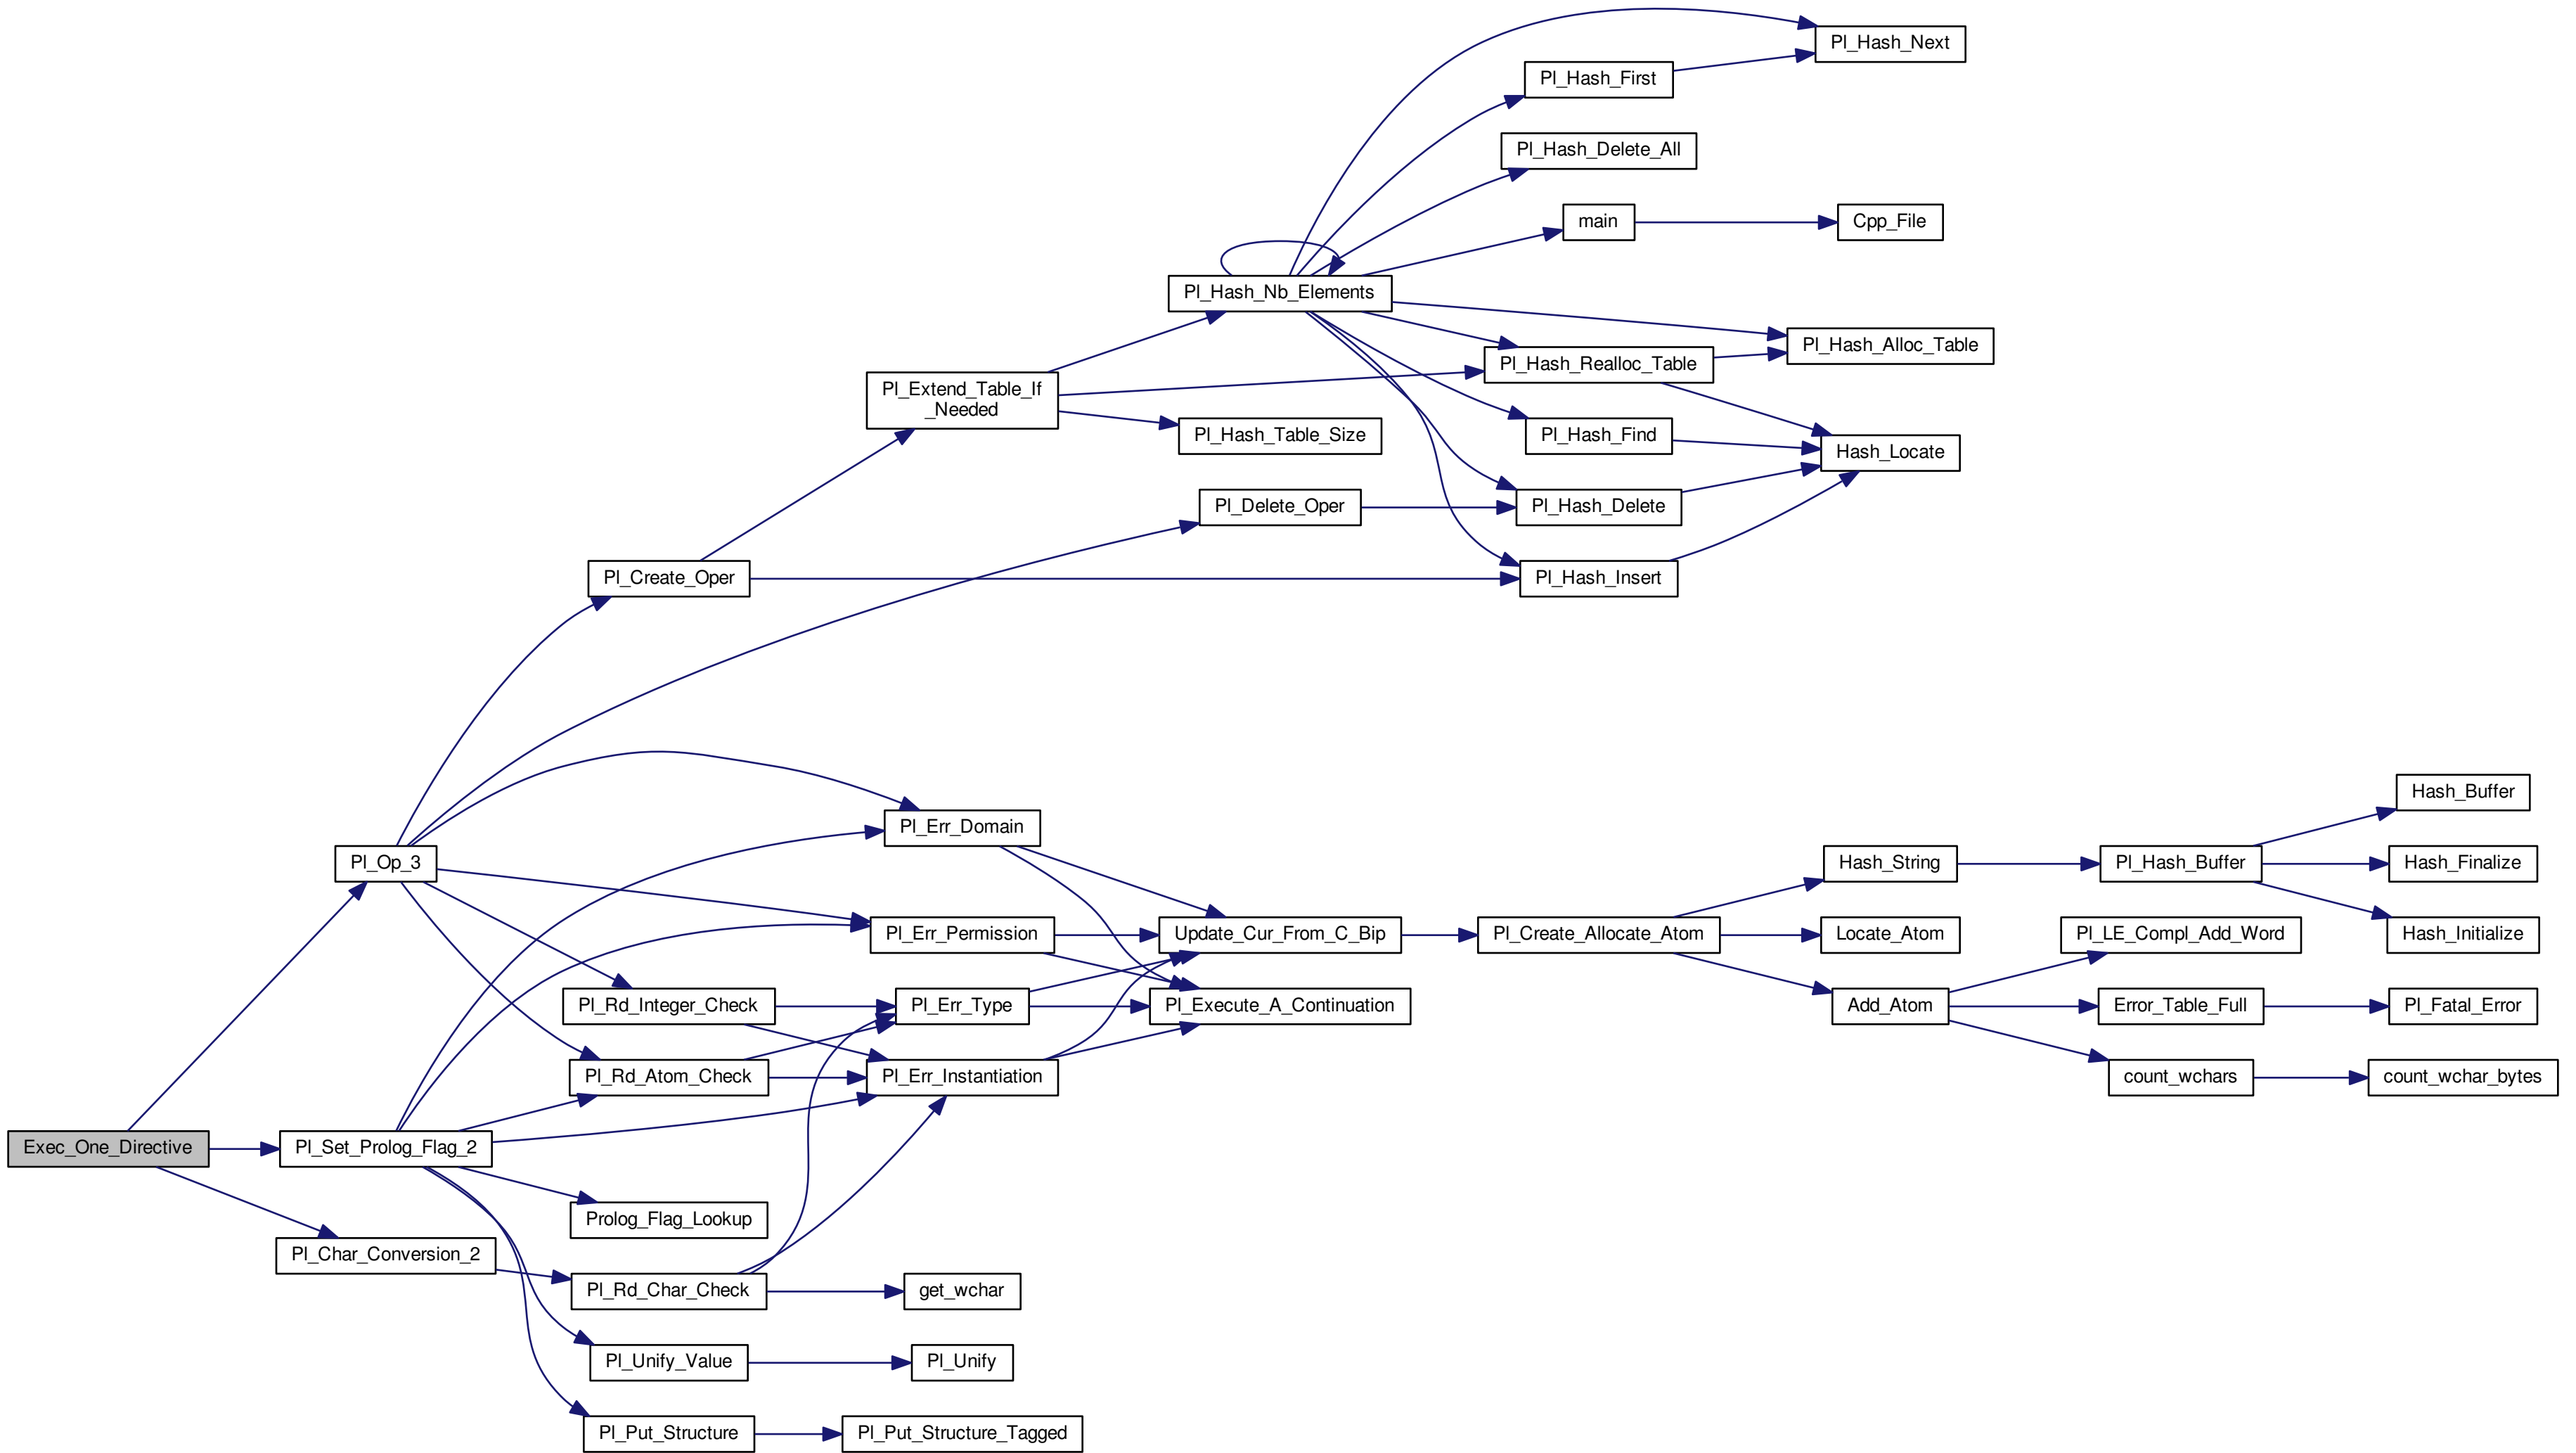 Pl_Hash_Next
Pl_Hash_First
Pl_Hash_Delete_All
main
Cpp_File
Pl_Hash_Nb_Elements
Pl_Hash_Alloc_Table
Pl_Hash_Realloc_Table
Pl_Extend_Table_If
_Needed
Pl_Hash_Table_Size
Pl_Hash_Find
Hash_Locate
Pl_Delete_Oper
Pl_Hash_Delete
Pl_Create_Oper
Pl_Hash_Insert
Hash_Buffer
Pl_Err_Domain
Pl_Op_3
Hash_String
Pl_Hash_Buffer
Hash_Finalize
Pl_Err_Permission
Update_Cur_From_C_Bip
Pl_Create_Allocate_Atom
Locate_Atom
Pl_LE_Compl_Add_Word
Hash_Initialize
Pl_Rd_Integer_Check
Pl_Err_Type
Pl_Execute_A_Continuation
Add_Atom
Error_Table_Full
Pl_Fatal_Error
Pl_Rd_Atom_Check
Pl_Err_Instantiation
count_wchars
count_wchar_bytes
Exec_One_Directive
Pl_Set_Prolog_Flag_2
Prolog_Flag_Lookup
Pl_Char_Conversion_2
Pl_Rd_Char_Check
get_wchar
Pl_Unify_Value
Pl_Unify
Pl_Put_Structure
Pl_Put_Structure_Tagged